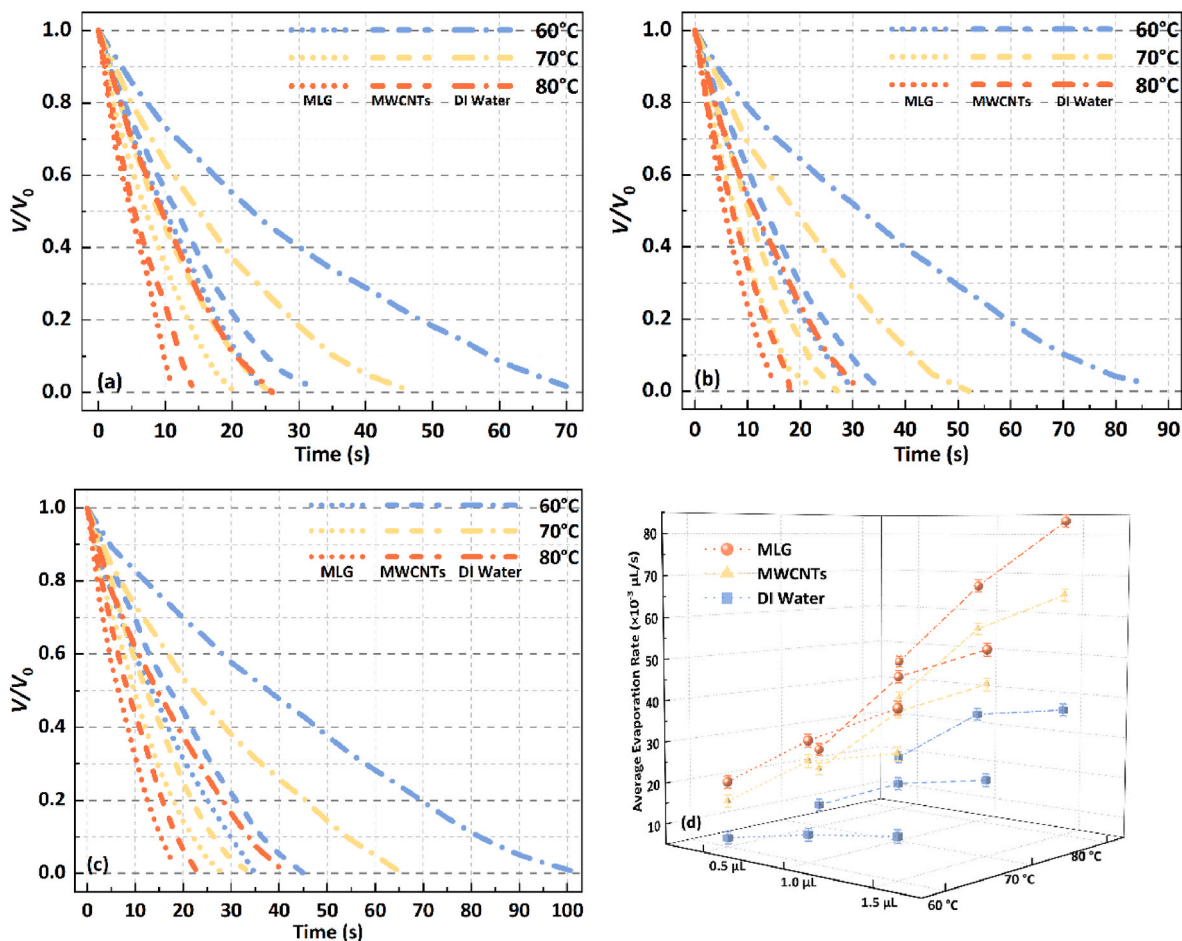 1.0
0.8
0.6
0.4
0.2
0.0
V/V0
60°C
70°C
80°C
MLG MWCNTs DI Water
(a)
0 10 20 30 40 50 60 70
Time (s)
1.0
0.8
0.6
0.4
0.2
0.0
V/V0
60°C
70°C
80°C
MLG MWCNTs DI Water
(b)
0 10 20 30 40 50 60 70 80 90
Time (s)
1.0
0.8
0.6
0.4
0.2
0.0
V/V0
60°C
70°C
80°C
MLG MWCNTs DI Water
(c)
0 10 20 30 40 50 60 70 80 90 100
Time (s)
80
70
60
50
40
30
20
10
Average Evaporation Rate (×10⁻³ μL/s)
MLG
MWCNTs
DI Water
(d)
0.5 μL
1.0 μL
1.5 μL
60 °C
70 °C
80 °C